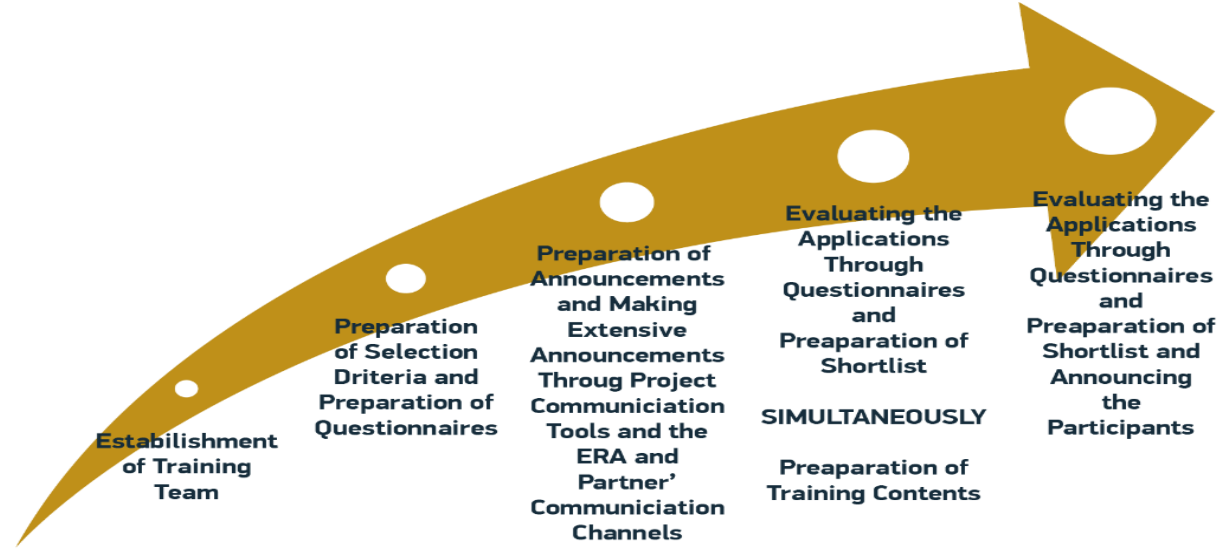 Estabilishment
of Training
Team
Preparation
of Selection
Driteria and
Preparation of
Questionnaires
Preparation of
Announcements
and Making
Extensive
Announcements
Throug Project
Communiciation
Tools and the
ERA and
Partner’
Communiciation
Channels
Evaluating the
Applications
Through
Questionnaires
and
Preaparation of
Shortlist
SIMULTANEOUSLY
Preaparation of
Training Contents
Evaluating the
Applications
Through
Questionnaires
and
Preaparation of
Shortlist and
Announcing
the
Participants